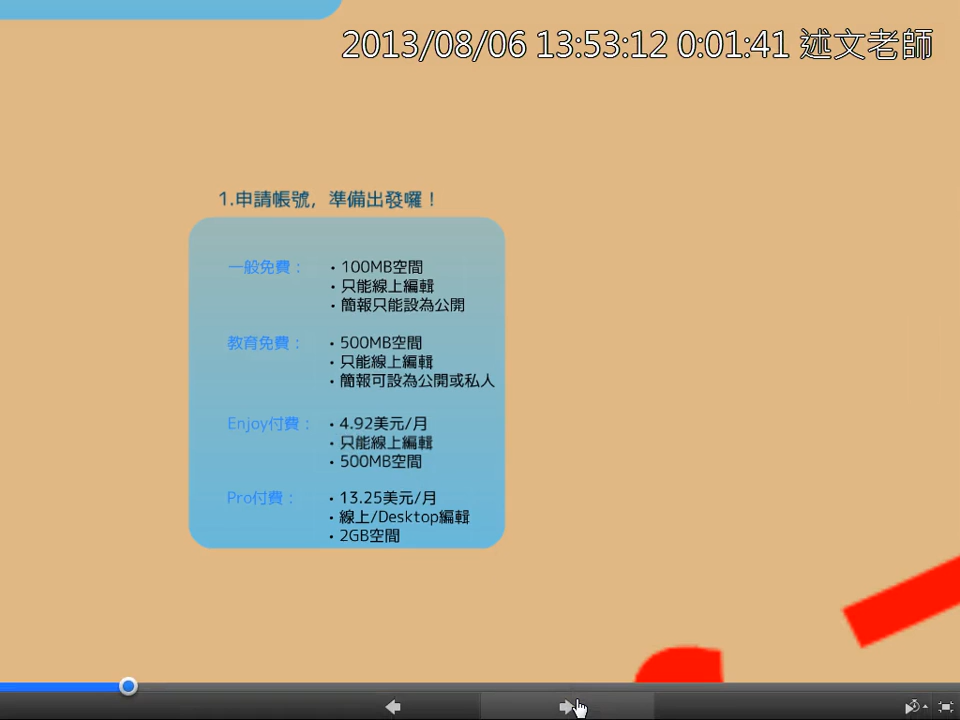 2013/08/06 13:53:12 0:01:41 述文老師
1.申請帳號，準備出發囉！
一般免費：
・100MB空間
・只能線上編輯
・簡報只能設為公開
教育免費：
・500MB空間
・只能線上編輯
・簡報可設為公開或私人
Enjoy付費：
・4.92美元/月
・只能線上編輯
・500MB空間
Pro付費：
・13.25美元/月
・線上/Desktop編輯
・2GB空間